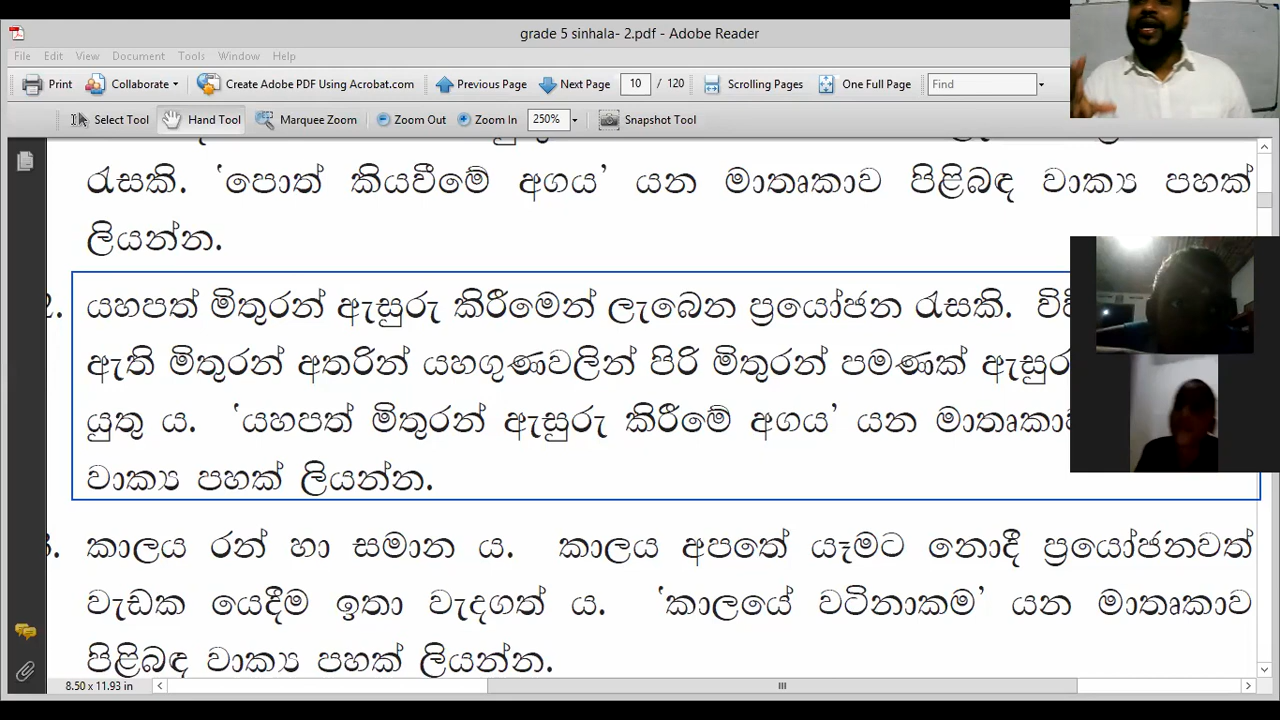 grade 5 sinhala- 2.pdf - Adobe Reader
File Edit View Document Tools Window Help
Print Collaborate Create Adobe PDF Using Acrobat.com Previous Page Next Page 10 / 120 Scrolling Pages One Full Page Find
Select Tool Hand Tool Marquee Zoom Zoom Out Zoom In 250% Snapshot Tool
රැසකි. ‘පොත් කියවීමේ අගය’ යන මාතෘකාව පිළිබඳ වාක්‍ය පහක්
ලියන්න.
2. යහපත් මිතුරන් ඇසුරු කිරීමෙන් ලැබෙන ප්‍රයෝජන රැසකි.
ඇති මිතුරන් අතරින් යහගුණවලින් පිරි මිතුරන් පමණක්
යුතු ය. ‘යහපත් මිතුරන් ඇසුරු කිරීමේ අගය’ යන
වාක්‍ය පහක් ලියන්න.
3. කාලය රන් හා සමාන ය. කාලය අපතේ යෑමට නොදී ප්‍රයෝජනවත්
වැඩක යෙදීම ඉතා වැදගත් ය. ‘කාලයේ වටිනාකම’ යන මාතෘකාව
පිළිබඳ වාක්‍ය පහක් ලියන්න.
8.50 x 11.93 in